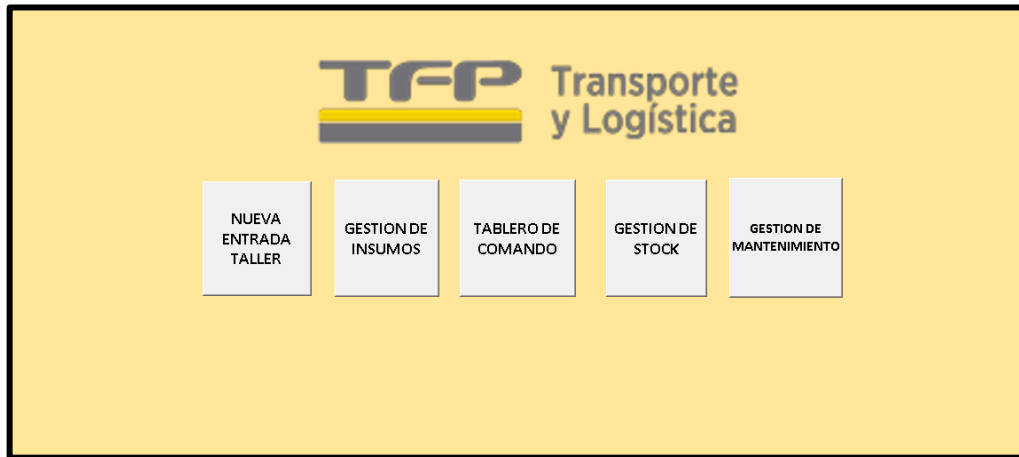 TFP
Transporte
y Logística
NUEVA
ENTRADA
TALLER
GESTION DE
INSUMOS
TABLERO DE
COMANDO
GESTION DE
STOCK
GESTION DE
MANTENIMIENTO